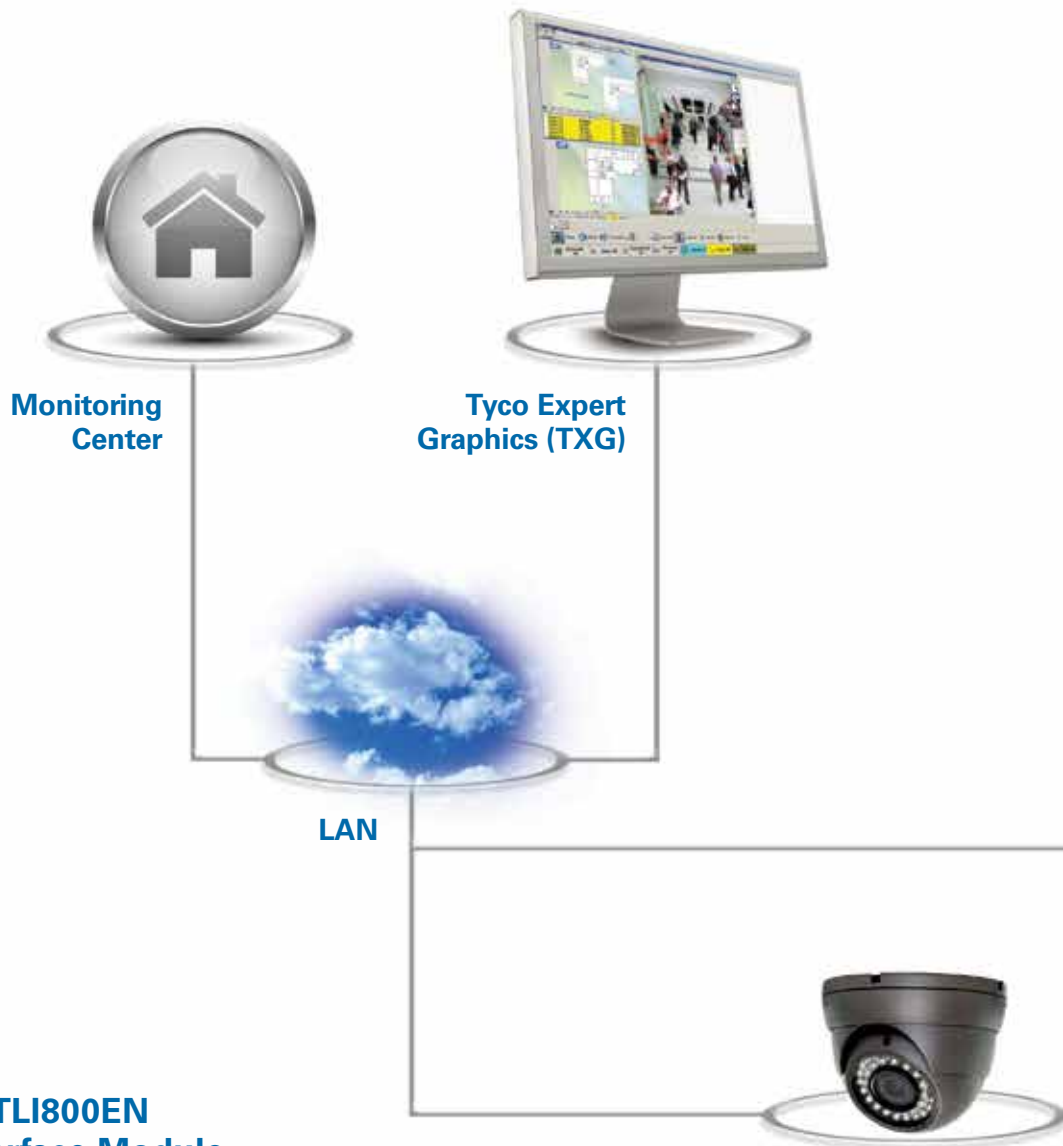 Monitoring
Center
Tyco Expert
Graphics (TXG)
LAN
TLI800EN